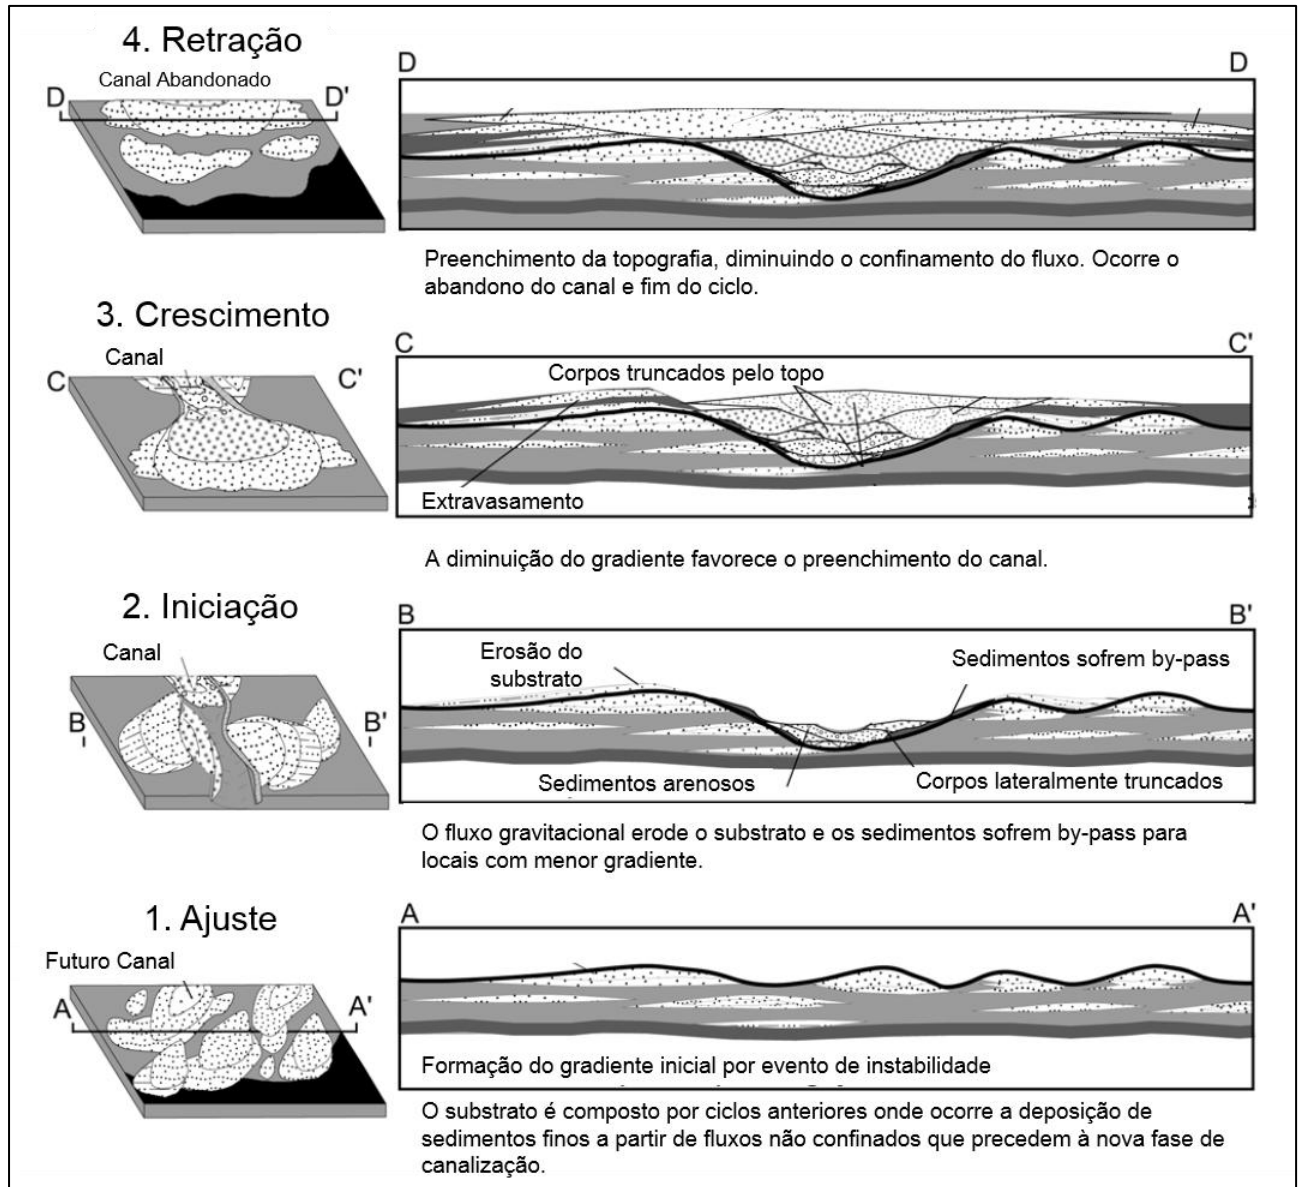 4. Retração
Canal Abandonado
D
D'
D
D
Preenchimento da topografia, diminuindo o confinamento do fluxo. Ocorre o
abandono do canal e fim do ciclo.
3. Crescimento
Canal
C
C'
C
C'
Corpos truncados pelo topo
Extravasamento
A diminuição do gradiente favorece o preenchimento do canal.
2. Iniciação
Canal
B
B'
B
B'
Erosão do
substrato
Sedimentos sofrem by-pass
Sedimentos arenosos
Corpos lateralmente truncados
O fluxo gravitacional erode o substrato e os sedimentos sofrem by-pass para
locais com menor gradiente.
1. Ajuste
Futuro Canal
A
A'
A
A'
Formação do gradiente inicial por evento de instabilidade
O substrato é composto por ciclos anteriores onde ocorre a deposição de
sedimentos finos a partir de fluxos não confinados que precedem à nova fase de
canalização.